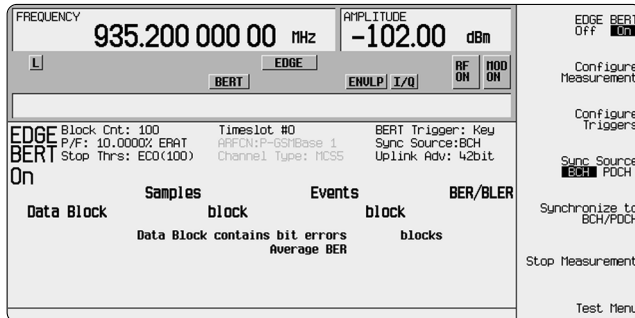 FREQUENCY
935.200 000 00 MHz
AMPLITUDE
-102.00 dBm
L
EDGE
BERT
ENVLP I/Q
RF ON
MOD ON
EDGE BERT On
Block Cnt: 100
P/F: 10.0000% ERAT
Stop Thrs: ECO(100)
Timeslot #0
ARFCN:P-GSMBase 1
Channel Type: MCS5
BERT Trigger: Key
Sync Source:BCH
Uplink Adv: 42bit
Samples Events BER/BLER
Data Block block block
Data Block contains bit errors blocks
Average BER
EDGE BERT
Off On
Configure
Measurement
Configure
Triggers
Sync Source
BCH PDCH
Synchronize to
BCH/PDCH
Stop Measurement
Test Menu